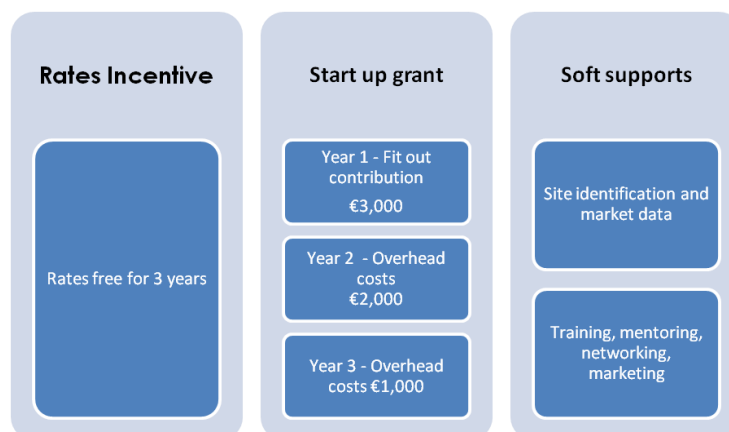 Rates Incentive
Rates free for 3 years
Start up grant
Year 1 - Fit out
contribution
€3,000
Year 2  - Overhead
costs
€2,000
Year 3 - Overhead
costs €1,000
Soft supports
Site identification and
market data
Training, mentoring,
networking,
marketing